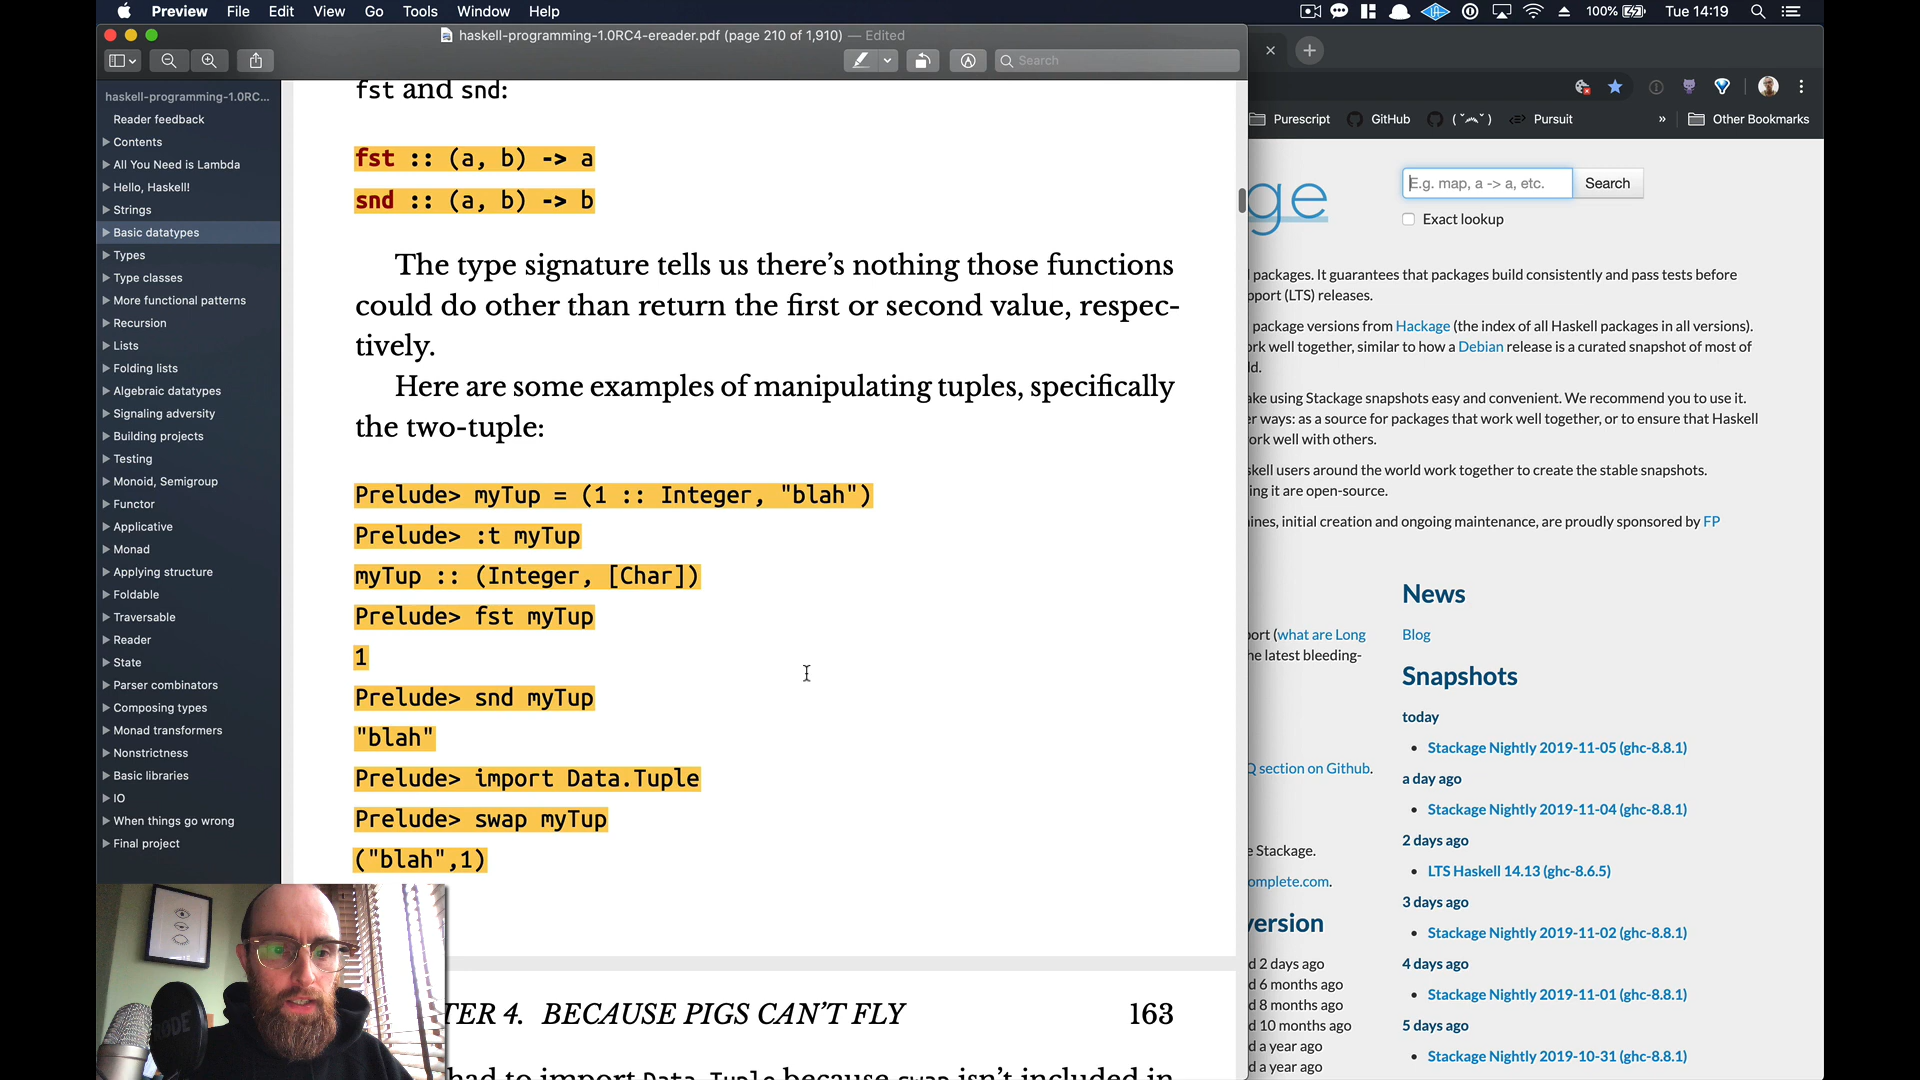 Preview File Edit View Go Tools Window Help
100% Tue 14:19
haskell-programming-1.0RC4-ereader.pdf (page 210 of 1,910) — Edited
Search
haskell-programming-1.0RC...
Reader feedback
Contents
All You Need is Lambda
Hello, Haskell!
Strings
Basic datatypes
Types
Type classes
More functional patterns
Recursion
Lists
Folding lists
Algebraic datatypes
Signaling adversity
Building projects
Testing
Monoid, Semigroup
Functor
Applicative
Monad
Applying structure
Foldable
Traversable
Reader
State
Parser combinators
Composing types
Monad transformers
Nonstrictness
Basic libraries
IO
When things go wrong
Final project
fst and snd:
fst :: (a, b) -> a
snd :: (a, b) -> b
The type signature tells us there's nothing those functions
could do other than return the first or second value, respec-
tively.
Here are some examples of manipulating tuples, specifically
the two-tuple:
Prelude> myTup = (1 :: Integer, "blah")
Prelude> :t myTup
myTup :: (Integer, [Char])
Prelude> fst myTup
1
Prelude> snd myTup
"blah"
Prelude> import Data.Tuple
Prelude> swap myTup
("blah",1)
TER 4. BECAUSE PIGS CAN'T FLY 163
had to import Data.Tuple because swap isn't included in
Purescript GitHub Pursuit » Other Bookmarks
ge
E.g. map, a -> a, etc. Search
Exact lookup
packages. It guarantees that packages build consistently and pass tests before
pport (LTS) releases.
package versions from Hackage (the index of all Haskell packages in all versions).
ork well together, similar to how a Debian release is a curated snapshot of most of
ld.
ake using Stackage snapshots easy and convenient. We recommend you to use it.
er ways: as a source for packages that work well together, or to ensure that Haskell
ork well with others.
skell users around the world work together to create the stable snapshots.
ing it are open-source.
ines, initial creation and ongoing maintenance, are proudly sponsored by FP
port (what are Long
he latest bleeding-
Q section on Github.
e Stackage.
omplete.com.
version
d 2 days ago
d 6 months ago
d 8 months ago
d 10 months ago
d a year ago
d a year ago
News
Blog
Snapshots
today
Stackage Nightly 2019-11-05 (ghc-8.8.1)
a day ago
Stackage Nightly 2019-11-04 (ghc-8.8.1)
2 days ago
LTS Haskell 14.13 (ghc-8.6.5)
3 days ago
Stackage Nightly 2019-11-02 (ghc-8.8.1)
4 days ago
Stackage Nightly 2019-11-01 (ghc-8.8.1)
5 days ago
Stackage Nightly 2019-10-31 (ghc-8.8.1)